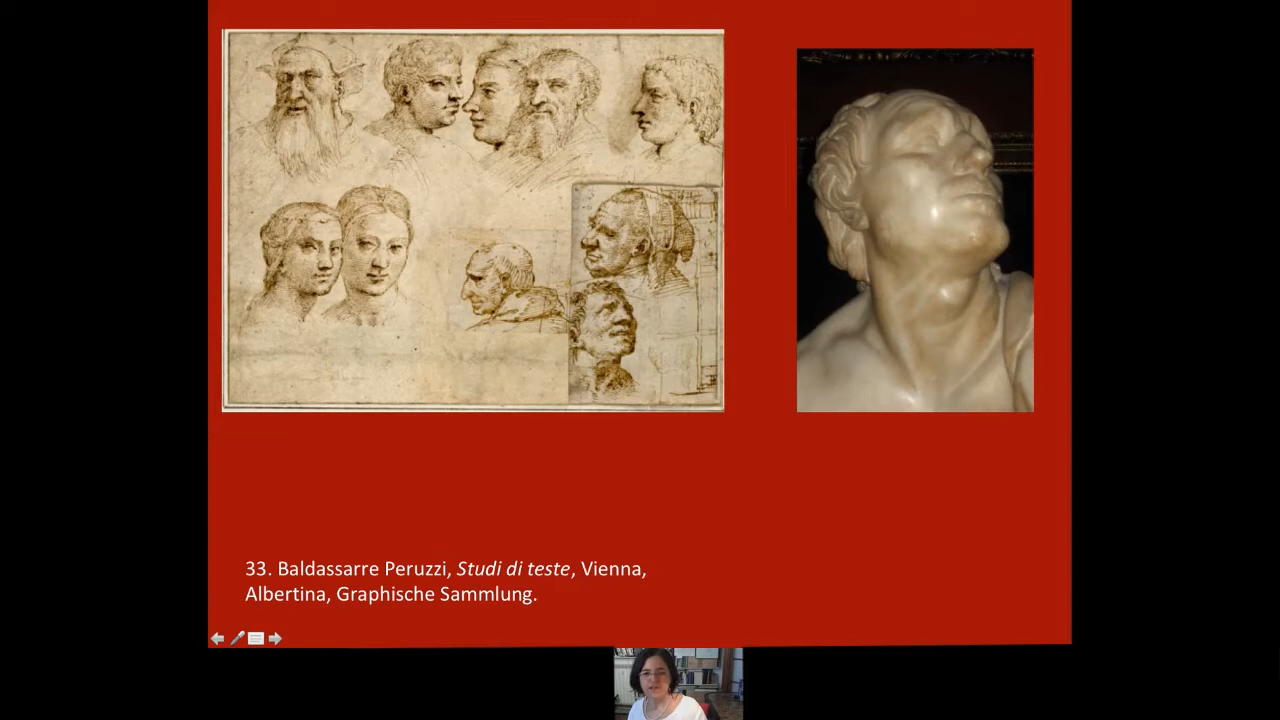 33. Baldassarre Peruzzi, Studi di teste, Vienna,
Albertina, Graphische Sammlung.